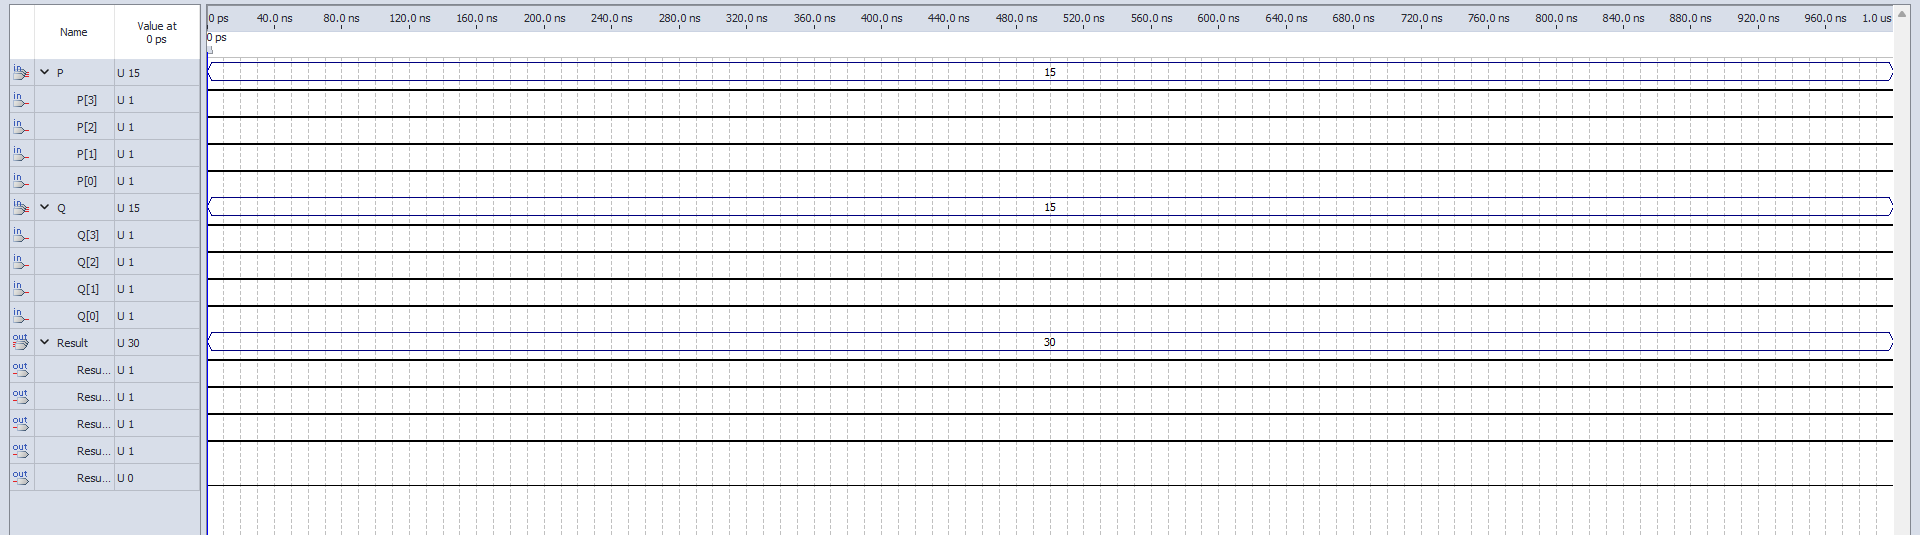 Name
Value at
0 ps
0 ps 40.0 ns 80.0 ns 120.0 ns 160.0 ns 200.0 ns 240.0 ns 280.0 ns 320.0 ns 360.0 ns 400.0 ns 440.0 ns 480.0 ns 520.0 ns 560.0 ns 600.0 ns 640.0 ns 680.0 ns 720.0 ns 760.0 ns 800.0 ns 840.0 ns 880.0 ns 920.0 ns 960.0 ns 1.0 us
0 ps
in P U 15 15
in P[3] U 1
in P[2] U 1
in P[1] U 1
in P[0] U 1
in Q U 15 15
in Q[3] U 1
in Q[2] U 1
in Q[1] U 1
in Q[0] U 1
out Result U 30 30
out Resu... U 1
out Resu... U 1
out Resu... U 1
out Resu... U 1
out Resu... U 0